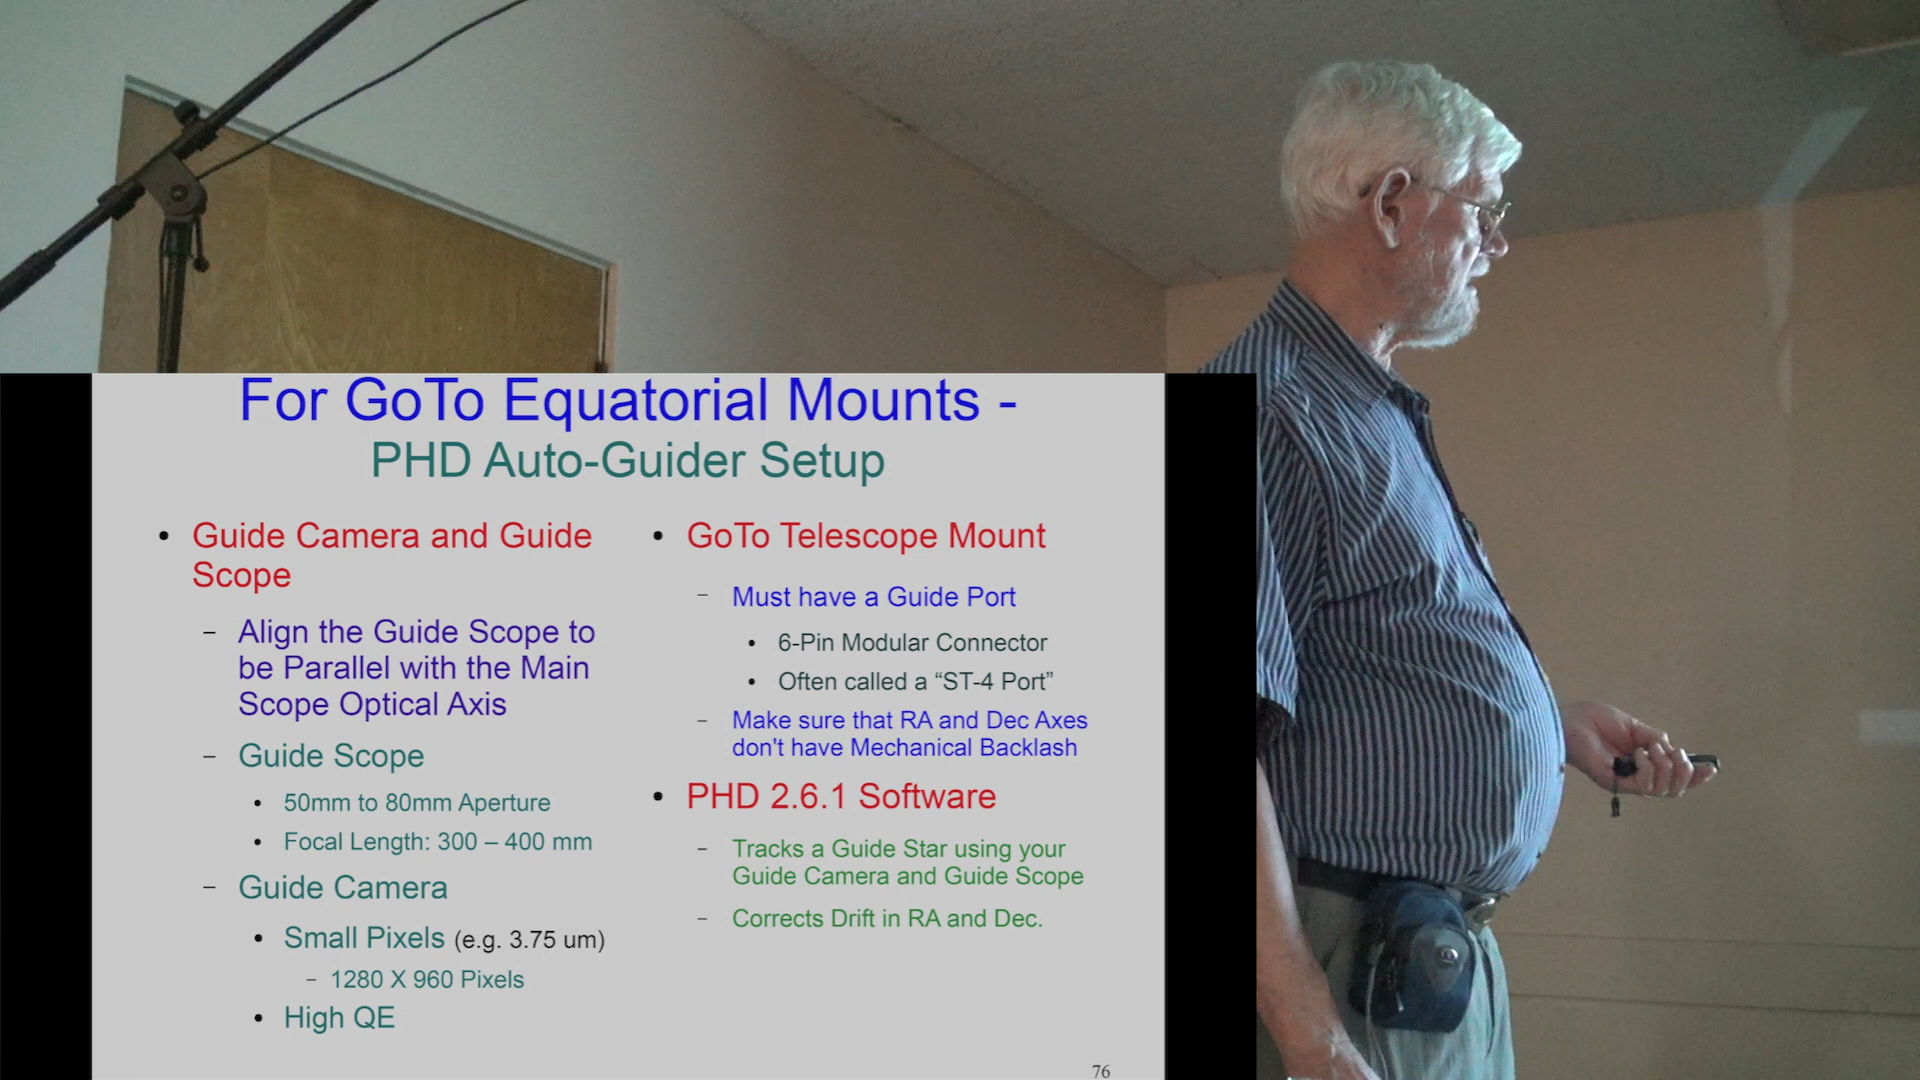 For GoTo Equatorial Mounts -
PHD Auto-Guider Setup
• Guide Camera and Guide
Scope
– Align the Guide Scope to
be Parallel with the Main
Scope Optical Axis
– Guide Scope
• 50mm to 80mm Aperture
• Focal Length: 300 – 400 mm
– Guide Camera
• Small Pixels (e.g. 3.75 um)
– 1280 X 960 Pixels
• High QE
• GoTo Telescope Mount
– Must have a Guide Port
• 6-Pin Modular Connector
• Often called a “ST-4 Port”
– Make sure that RA and Dec Axes
don't have Mechanical Backlash
• PHD 2.6.1 Software
– Tracks a Guide Star using your
Guide Camera and Guide Scope
– Corrects Drift in RA and Dec.
76